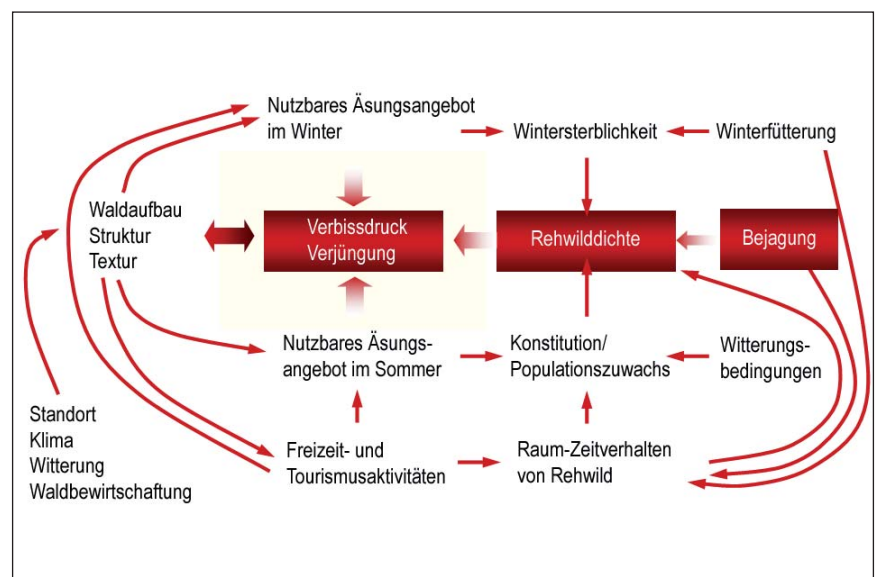 Nutzbares Äsungsangebot
im Winter
Wintersterblichkeit
Winterfütterung
Waldaufbau
Struktur
Textur
Verbissdruck
Verjüngung
Rehwilddichte
Bejagung
Nutzbares Äsungs-
angebot im Sommer
Konstitution/
Populationszuwachs
Witterungs-
bedingungen
Standort
Klima
Witterung
Waldbewirtschaftung
Freizeit- und
Tourismusaktivitäten
Raum-Zeitverhalten
von Rehwild